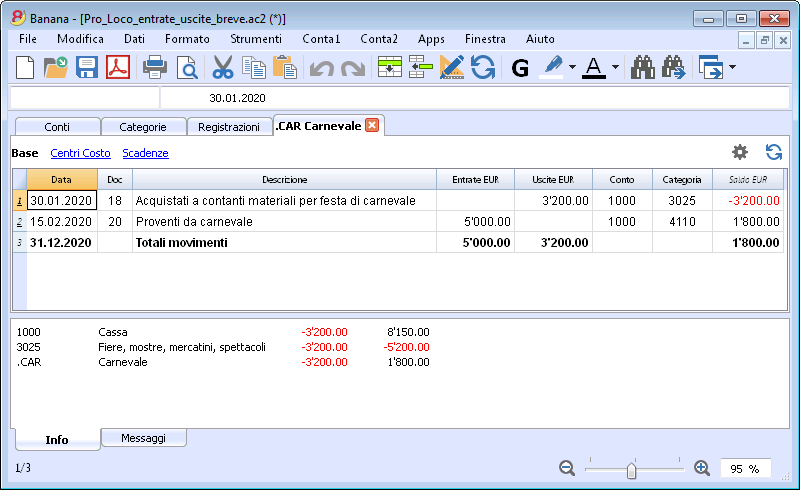 Banana - [Pro_Loco_entrate_uscite_breve.ac2 (*)]
File Modifica Dati Formato Strumenti Conta1 Conta2 Apps Finestra Aiuto
G A
30.01.2020
Conti Categorie Registrazioni .CAR Carnevale
Base Centri Costo Scadenze
Data Doc Descrizione Entrate EUR Uscite EUR Conto Categoria Saldo EUR
1 30.01.2020 18 Acquistati a contanti materiali per festa di carnevale 3'200.00 1000 3025 -3'200.00
2 15.02.2020 20 Proventi da carnevale 5'000.00 1000 4110 1'800.00
3 31.12.2020 Totali movimenti 5'000.00 3'200.00 1'800.00
1000 Cassa -3'200.00 8'150.00
3025 Fiere, mostre, mercatini, spettacoli -3'200.00 -5'200.00
.CAR Carnevale -3'200.00 1'800.00
Info Messaggi
1/3 95 %